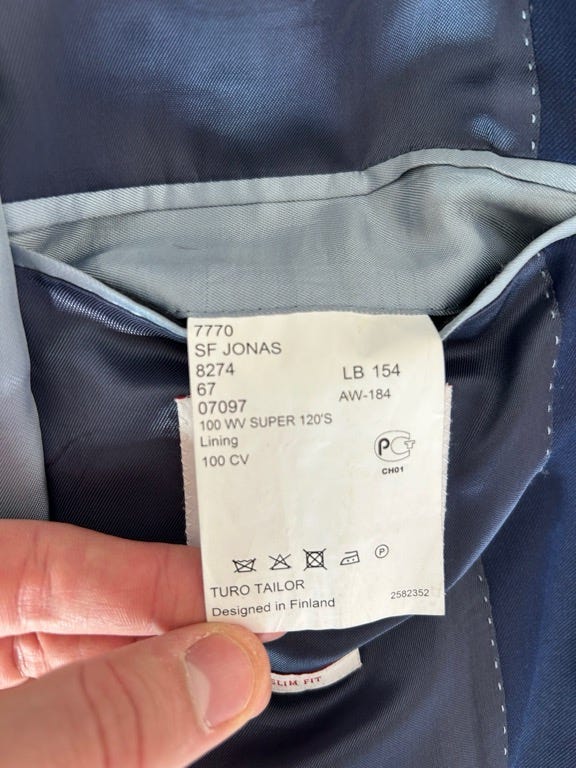 7770
SF JONAS
8274
LB 154
67
AW-184
07097
100 WV SUPER 120'S
Lining
100 CV
РСТ
CH01
P
TURO TAILOR
2582352
Designed in Finland
SLIM FIT